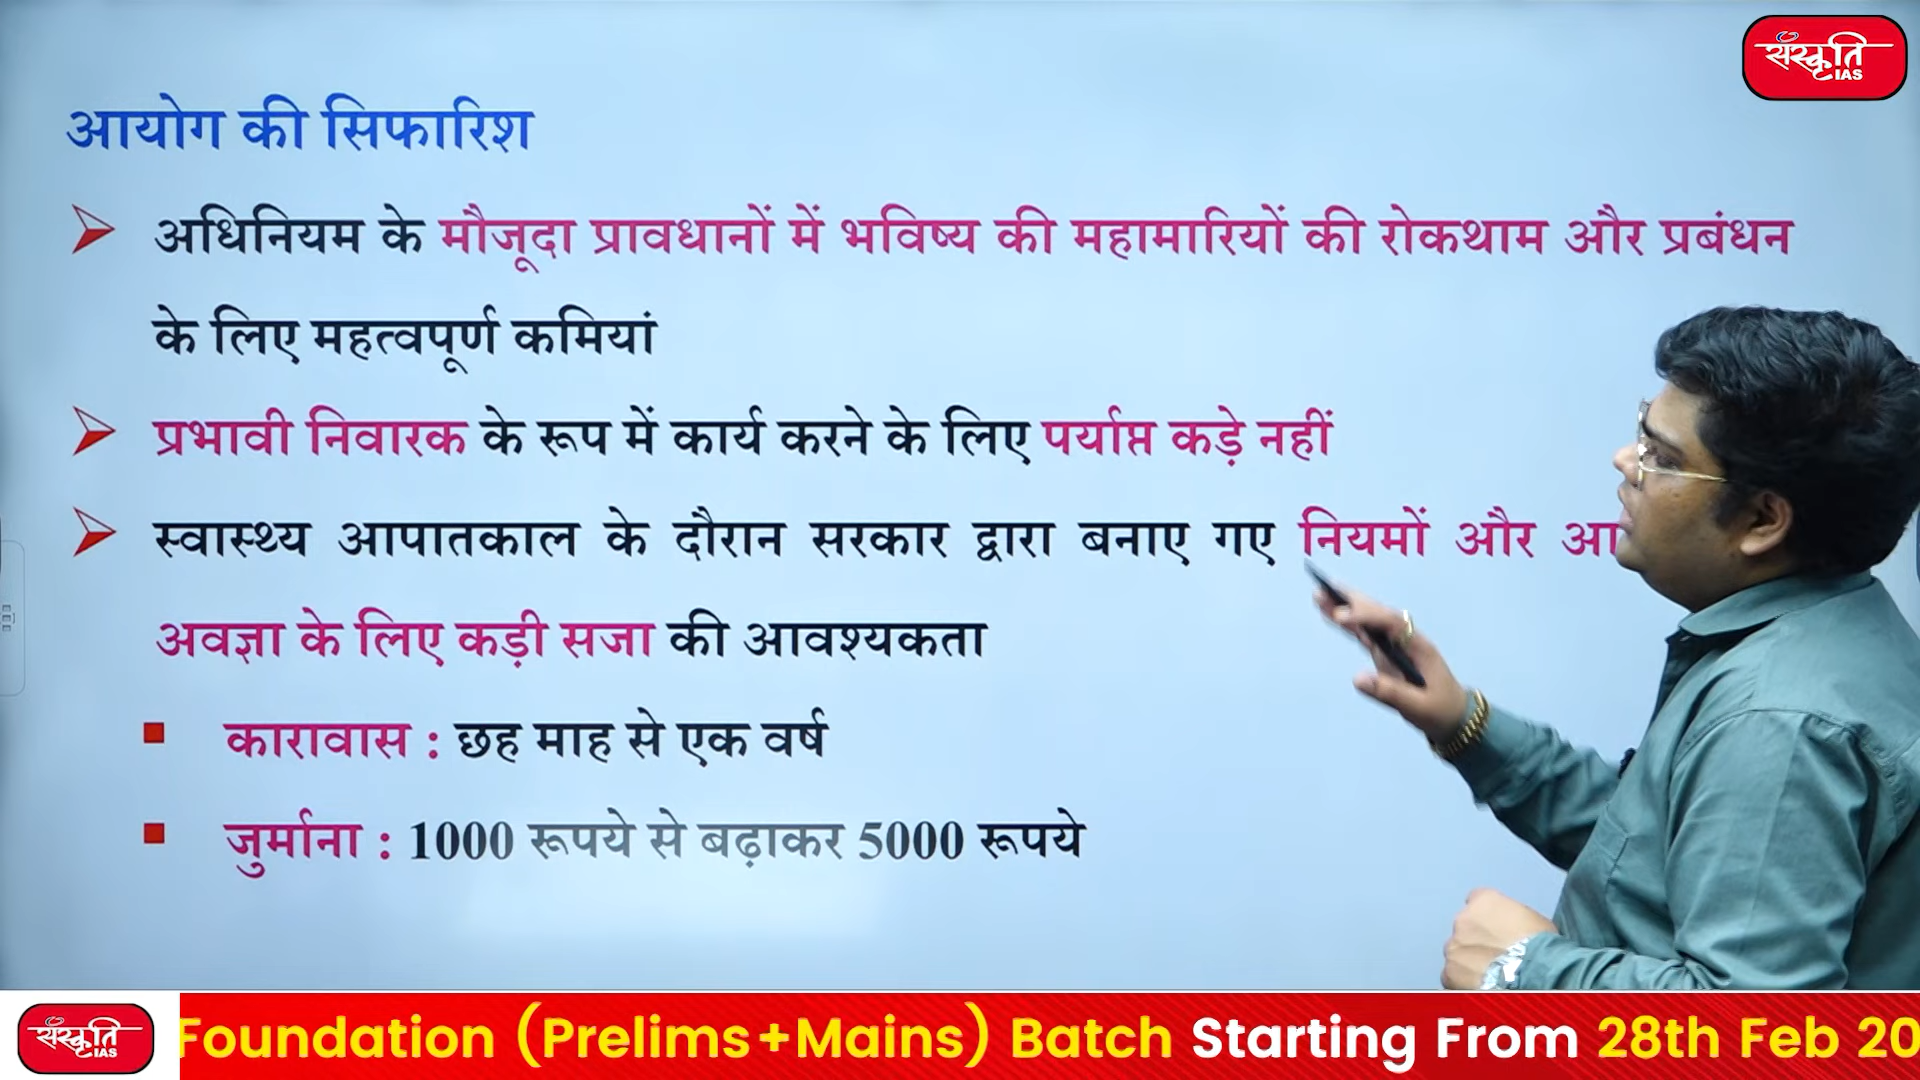 संस्कृति
IAS
आयोग की सिफारिश
अधिनियम के मौजूदा प्रावधानों में भविष्य की महामारियों की रोकथाम और प्रबंधन
के लिए महत्वपूर्ण कमियां
प्रभावी निवारक के रूप में कार्य करने के लिए पर्याप्त कड़े नहीं
स्वास्थ्य आपातकाल के दौरान सरकार द्वारा बनाए गए नियमों और
अवज्ञा के लिए कड़ी सजा की आवश्यकता
कारावास : छह माह से एक वर्ष
जुर्माना : 1000 रूपये से बढ़ाकर 5000 रूपये
संस्कृति
IAS
Foundation (Prelims+Mains) Batch Starting From 28th Feb